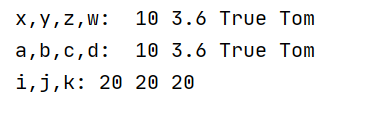 x,y,z,w:  10 3.6 True Tom
a,b,c,d:  10 3.6 True Tom
i,j,k: 20 20 20